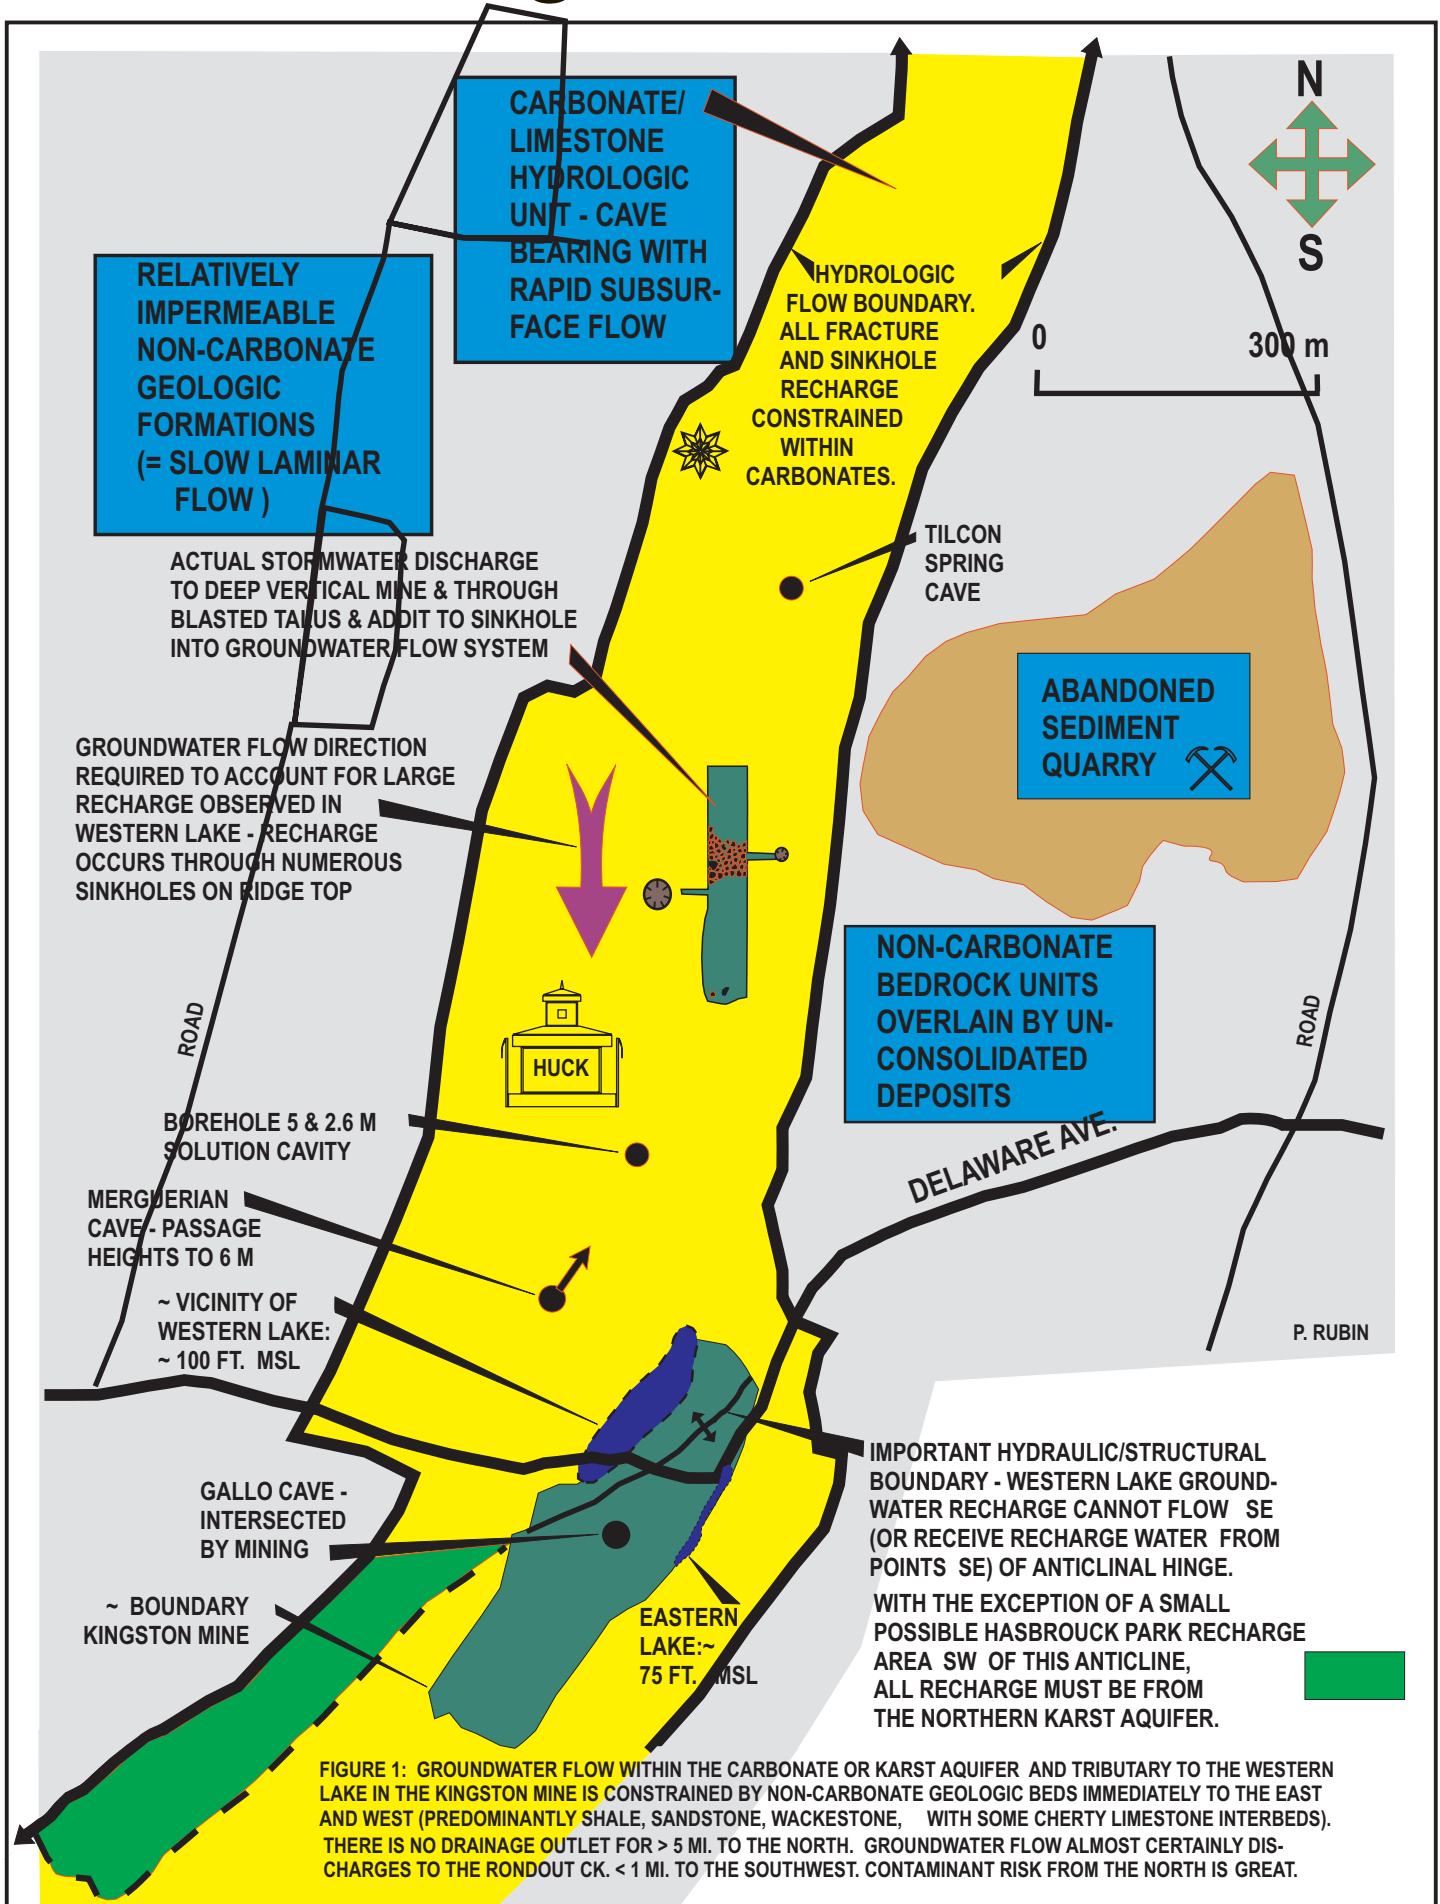 CARBONATE/
LIMESTONE
HYDROLOGIC
UNIT - CAVE
BEARING WITH
RAPID SUBSUR-
FACE FLOW
N
S
RELATIVELY
IMPERMEABLE
NON-CARBONATE
GEOLOGIC
FORMATIONS
(= SLOW LAMINAR
FLOW )
HYDROLOGIC
FLOW BOUNDARY.
ALL FRACTURE
AND SINKHOLE
RECHARGE
CONSTRAINED
WITHIN
CARBONATES.
0 300 m
TILCON
SPRING
CAVE
ACTUAL STORMWATER DISCHARGE
TO DEEP VERTICAL MINE & THROUGH
BLASTED TALUS & ADDIT TO SINKHOLE
INTO GROUNDWATER FLOW SYSTEM
ABANDONED
SEDIMENT
QUARRY
GROUNDWATER FLOW DIRECTION
REQUIRED TO ACCOUNT FOR LARGE
RECHARGE OBSERVED IN
WESTERN LAKE - RECHARGE
OCCURS THROUGH NUMEROUS
SINKHOLES ON RIDGE TOP
NON-CARBONATE
BEDROCK UNITS
OVERLAIN BY UN-
CONSOLIDATED
DEPOSITS
ROAD
ROAD
HUCK
BOREHOLE 5 & 2.6 M
SOLUTION CAVITY
DELAWARE AVE.
MERGUERIAN
CAVE - PASSAGE
HEIGHTS TO 6 M
~ VICINITY OF
WESTERN LAKE:
~ 100 FT. MSL
P. RUBIN
IMPORTANT HYDRAULIC/STRUCTURAL
BOUNDARY - WESTERN LAKE GROUND-
WATER RECHARGE CANNOT FLOW SE
(OR RECEIVE RECHARGE WATER FROM
POINTS SE) OF ANTICLINAL HINGE.
GALLO CAVE -
INTERSECTED
BY MINING
~ BOUNDARY
KINGSTON MINE
EASTERN
LAKE:~
75 FT. MSL
WITH THE EXCEPTION OF A SMALL
POSSIBLE HASBROUCK PARK RECHARGE
AREA SW OF THIS ANTICLINE,
ALL RECHARGE MUST BE FROM
THE NORTHERN KARST AQUIFER.
FIGURE 1: GROUNDWATER FLOW WITHIN THE CARBONATE OR KARST AQUIFER AND TRIBUTARY TO THE WESTERN
LAKE IN THE KINGSTON MINE IS CONSTRAINED BY NON-CARBONATE GEOLOGIC BEDS IMMEDIATELY TO THE EAST
AND WEST (PREDOMINANTLY SHALE, SANDSTONE, WACKESTONE, WITH SOME CHERTY LIMESTONE INTERBEDS).
THERE IS NO DRAINAGE OUTLET FOR > 5 MI. TO THE NORTH. GROUNDWATER FLOW ALMOST CERTAINLY DIS-
CHARGES TO THE RONDOUT CK. < 1 MI. TO THE SOUTHWEST. CONTAMINANT RISK FROM THE NORTH IS GREAT.